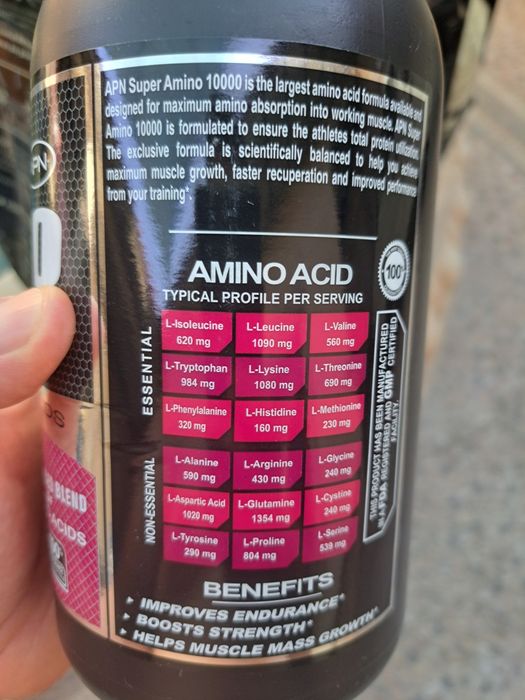 APN Super Amino 10000 is the largest amino acid formula available and
designed for maximum amino absorption into working muscle. APN Super
Amino 10000 is formulated to ensure the athletes total protein utilization.
The exclusive formula is scientifically balanced to help you achieve
maximum muscle growth, faster recuperation and improved performance
from your training*.
APN
0
AMINO ACID
TYPICAL PROFILE PER SERVING
100%
ESSENTIAL
L-Isoleucine
620 mg
L-Leucine
1090 mg
L-Valine
560 mg
L-Tryptophan
984 mg
L-Lysine
1080 mg
L-Threonine
690 mg
L-Phenylalanine
320 mg
L-Histidine
160 mg
L-Methionine
230 mg
NON-ESSENTIAL
L-Alanine
590 mg
L-Arginine
430 mg
L-Glycine
240 mg
L-Aspartic Acid
1020 mg
L-Glutamine
1354 mg
L-Cystine
240 mg
L-Tyrosine
290 mg
L-Proline
804 mg
L-Serine
539 mg
THIS PRODUCT HAS BEEN MANUFACTURED
IN A FDA REGISTERED AND GMP CERTIFIED
FACILITY.
OS
BLEND
ACIDS
BENEFITS
IMPROVES ENDURANCE*
BOOSTS STRENGTH*
HELPS MUSCLE MASS GROWTH*